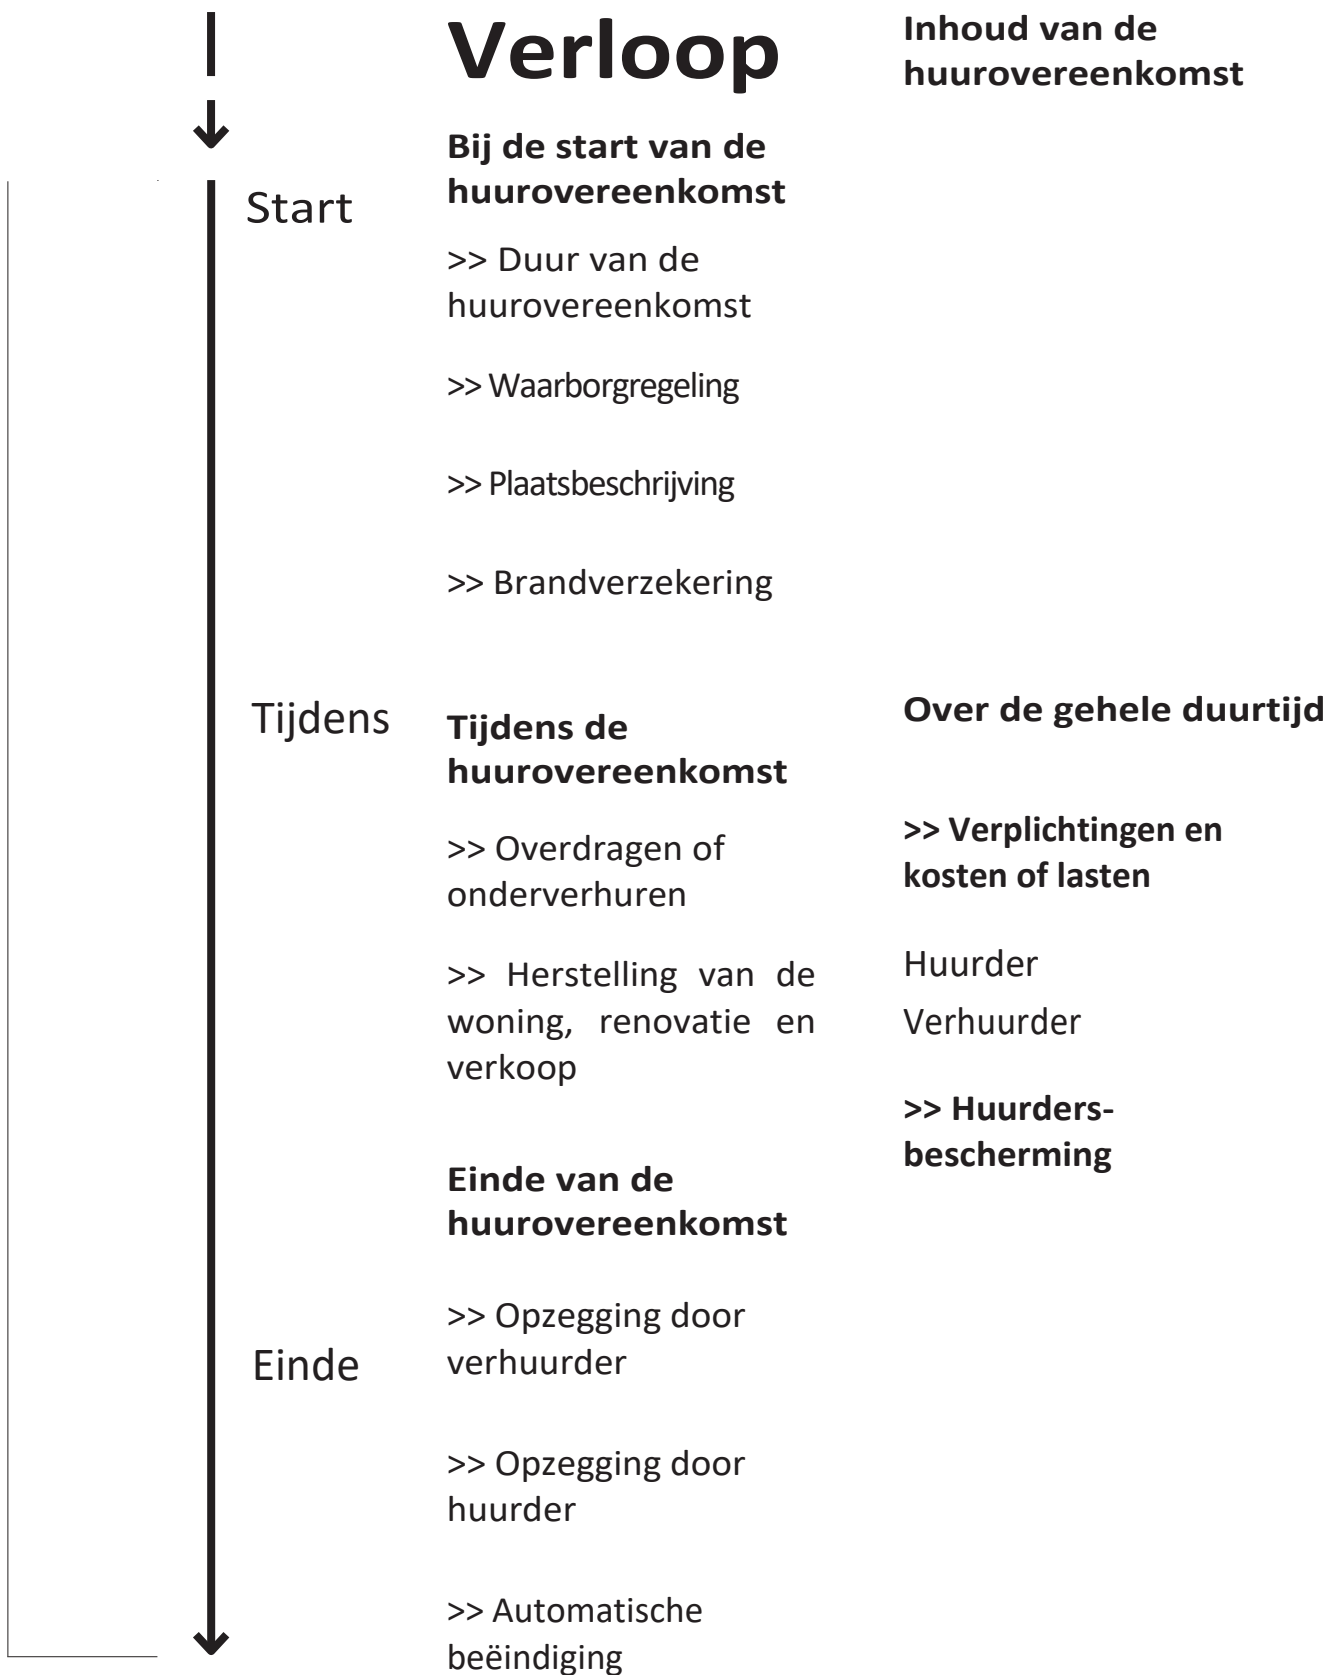 Verloop
Inhoud van de
huurovereenkomst
Start
Bij de start van de
huurovereenkomst
>> Duur van de
huurovereenkomst
>> Waarborgregeling
>> Plaatsbeschrijving
>> Brandverzekering
Tijdens
Tijdens de
huurovereenkomst
>> Overdragen of
onderverhuren
>> Herstelling van de
woning, renovatie en
verkoop
Einde van de
huurovereenkomst
Einde
>> Opzegging door
verhuurder
>> Opzegging door
huurder
>> Automatische
beëindiging
Over de gehele duurtijd
>> Verplichtingen en
kosten of lasten
Huurder
Verhuurder
>> Huurders-
bescherming